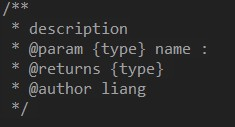 /**
* description
* @param {type} name :
* @returns {type}
* @author liang
*/